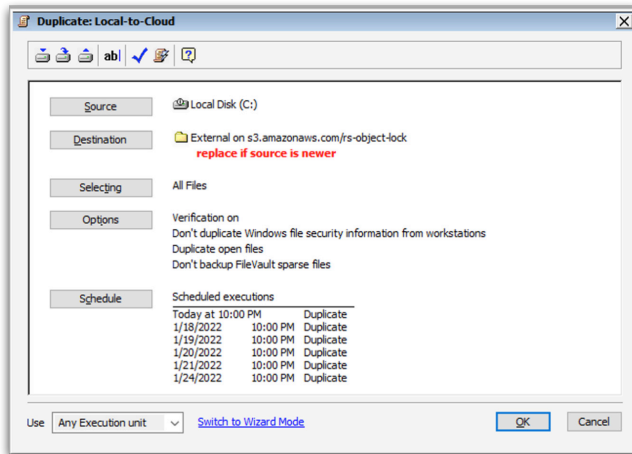 Duplicate: Local-to-Cloud
ab|
Source
Local Disk (C:)
Destination
External on s3.amazonaws.com/rs-object-lock
replace if source is newer
Selecting
All Files
Options
Verification on
Don't duplicate Windows file security information from workstations
Duplicate open files
Don't backup FileVault sparse files
Schedule
Scheduled executions
Today at 10:00 PM Duplicate
1/18/2022 10:00 PM Duplicate
1/19/2022 10:00 PM Duplicate
1/20/2022 10:00 PM Duplicate
1/21/2022 10:00 PM Duplicate
1/24/2022 10:00 PM Duplicate
Use Any Execution unit Switch to Wizard Mode OK Cancel